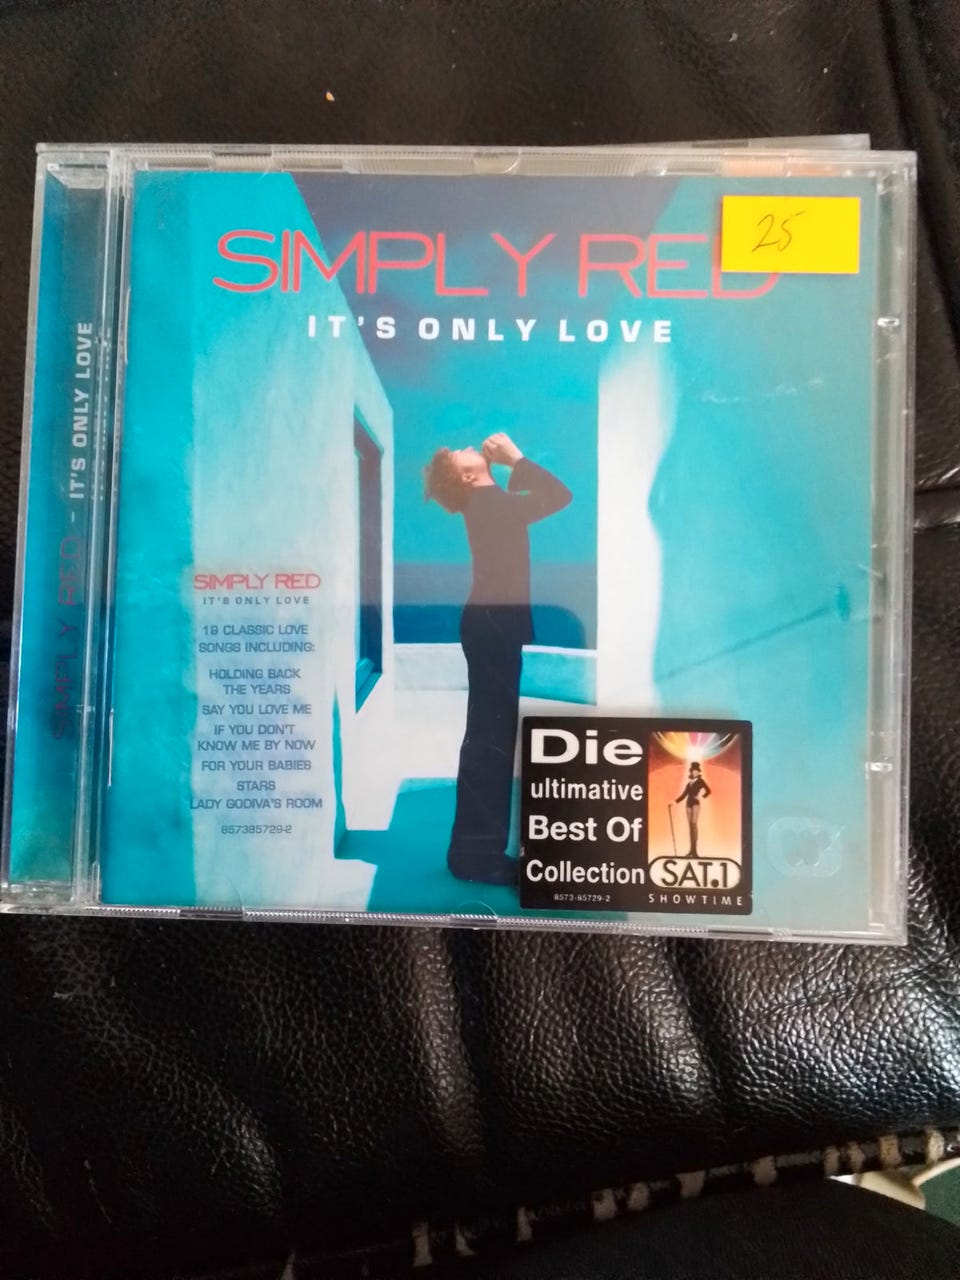 SIMPLY RED
25
IT'S ONLY LOVE
SIMPLY RED - IT'S ONLY LOVE
SIMPLY RED
IT'S ONLY LOVE
19 CLASSIC LOVE
SONGS INCLUDING:
HOLDING BACK
THE YEARS
SAY YOU LOVE ME
IF YOU DON'T
KNOW ME BY NOW
FOR YOUR BABIES
STARS
LADY GODIVA'S ROOM
857385729-2
Die
ultimative
Best Of
Collection
8573-85729-2
SAT.1
SHOWTIME